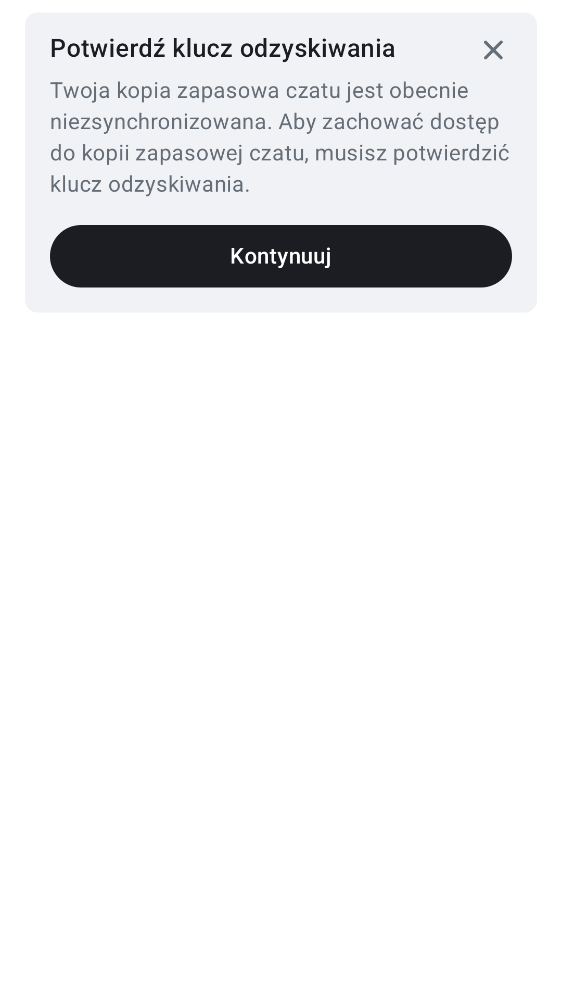 Potwierdź klucz odzyskiwania
Twoja kopia zapasowa czatu jest obecnie
niezsynchronizowana. Aby zachować dostęp
do kopii zapasowej czatu, musisz potwierdzić
klucz odzyskiwania.
Kontynuuj